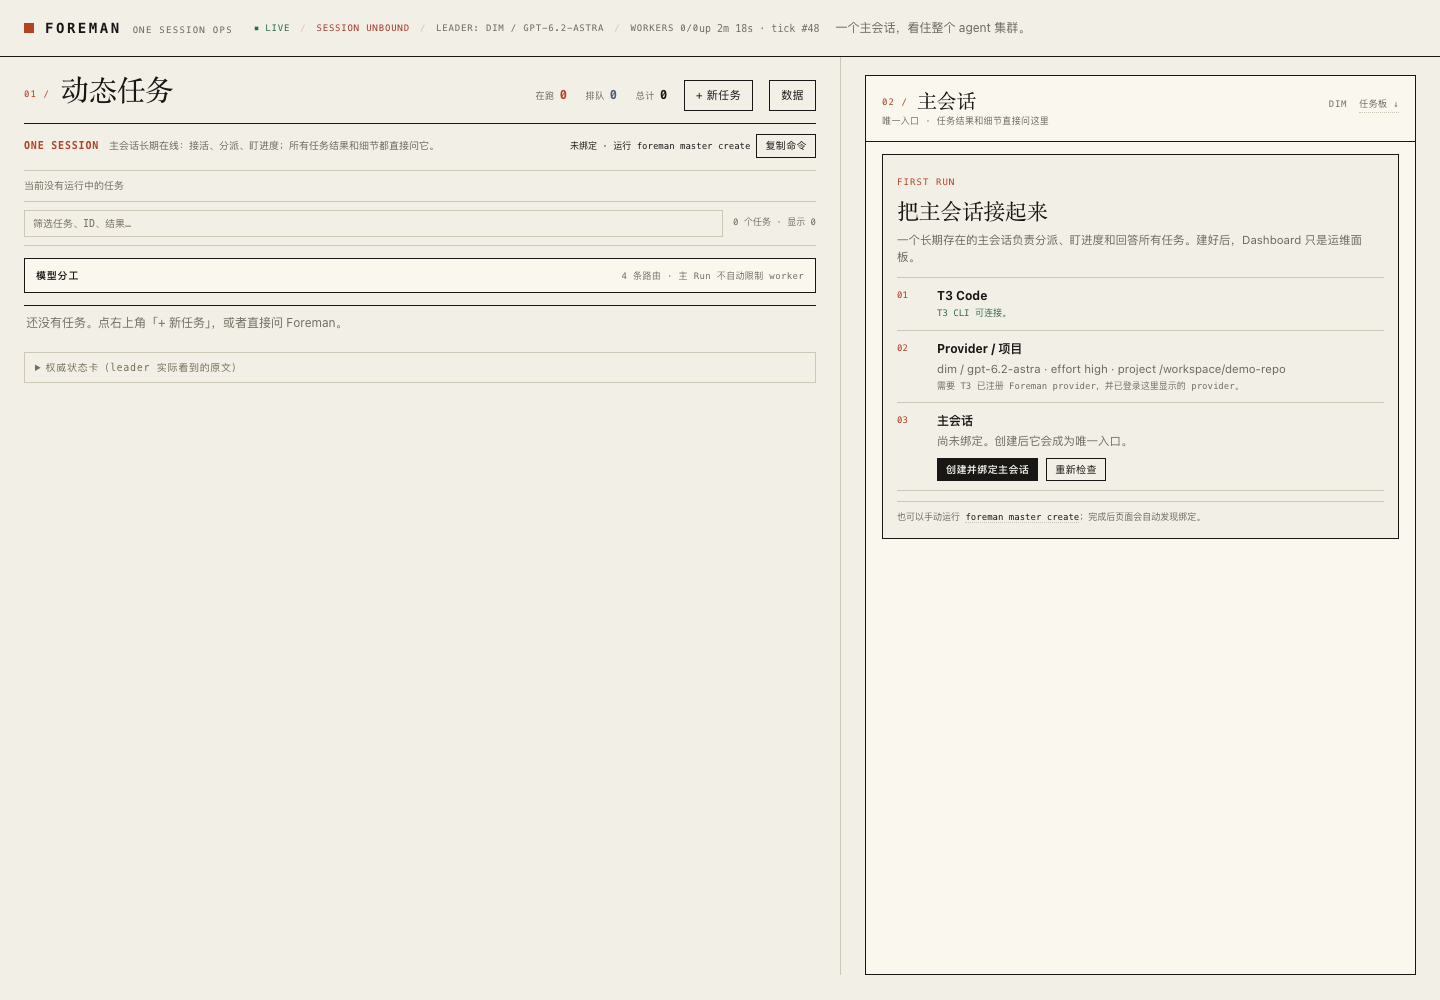 FOREMAN ONE SESSION OPS LIVE / SESSION UNBOUND / LEADER: DIM / GPT-6.2-ASTRA / WORKERS 0/0up 2m 18s · tick #48 一个主会话，看住整个 agent 集群。
01 / 动态任务 在跑 0 排队 0 总计 0 + 新任务 数据
ONE SESSION 主会话长期在线：接活、分派、盯进度；所有任务结果和细节都直接问它。 未绑定 · 运行 foreman master create 复制命令
当前没有运行中的任务
筛选任务、ID、结果… 0 个任务 · 显示 0
模型分工 4 条路由 · 主 Run 不自动限制 worker
还没有任务。点右上角「+ 新任务」，或者直接问 Foreman。
▶ 权威状态卡（leader 实际看到的原文）
02 / 主会话 DIM 任务板 ↓
唯一入口 · 任务结果和细节直接问这里
FIRST RUN
把主会话接起来
一个长期存在的主会话负责分派、盯进度和回答所有任务。建好后，Dashboard 只是运维面
板。
01 T3 Code
T3 CLI 可连接。
02 Provider / 项目
dim / gpt-6.2-astra · effort high · project /workspace/demo-repo
需要 T3 已注册 Foreman provider，并已登录这里显示的 provider。
03 主会话
尚未绑定。创建后它会成为唯一入口。
创建并绑定主会话 重新检查
也可以手动运行 foreman master create；完成后页面会自动发现绑定。